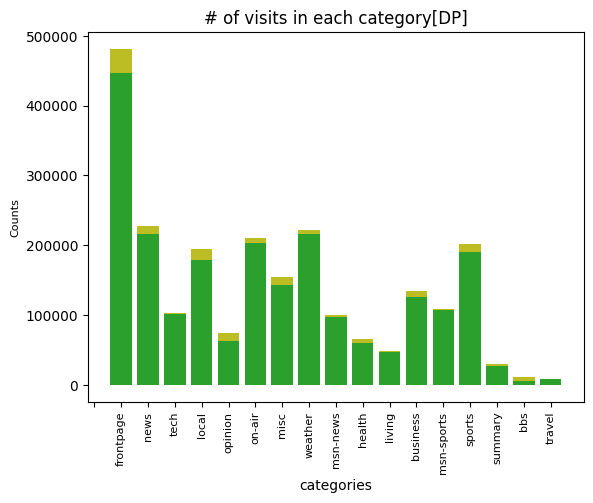 # of visits in each category[DP]
500000
400000
300000
200000
100000
0
Counts
frontpage
news
tech
local
opinion
on-air
misc
weather
msn-news
health
living
business
msn-sports
sports
summary
bbs
travel
categories